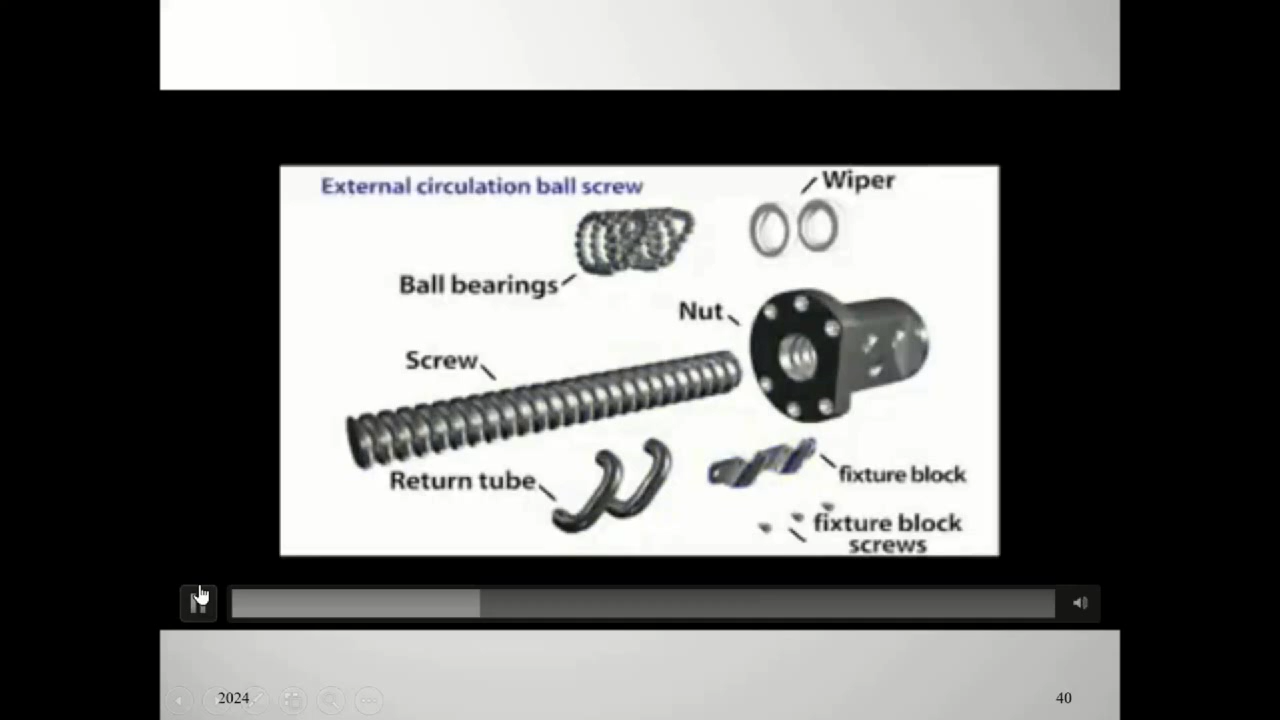 External circulation ball screw
Wiper
Ball bearings
Nut
Screw
Return tube
fixture block
fixture block
screws
2024
40